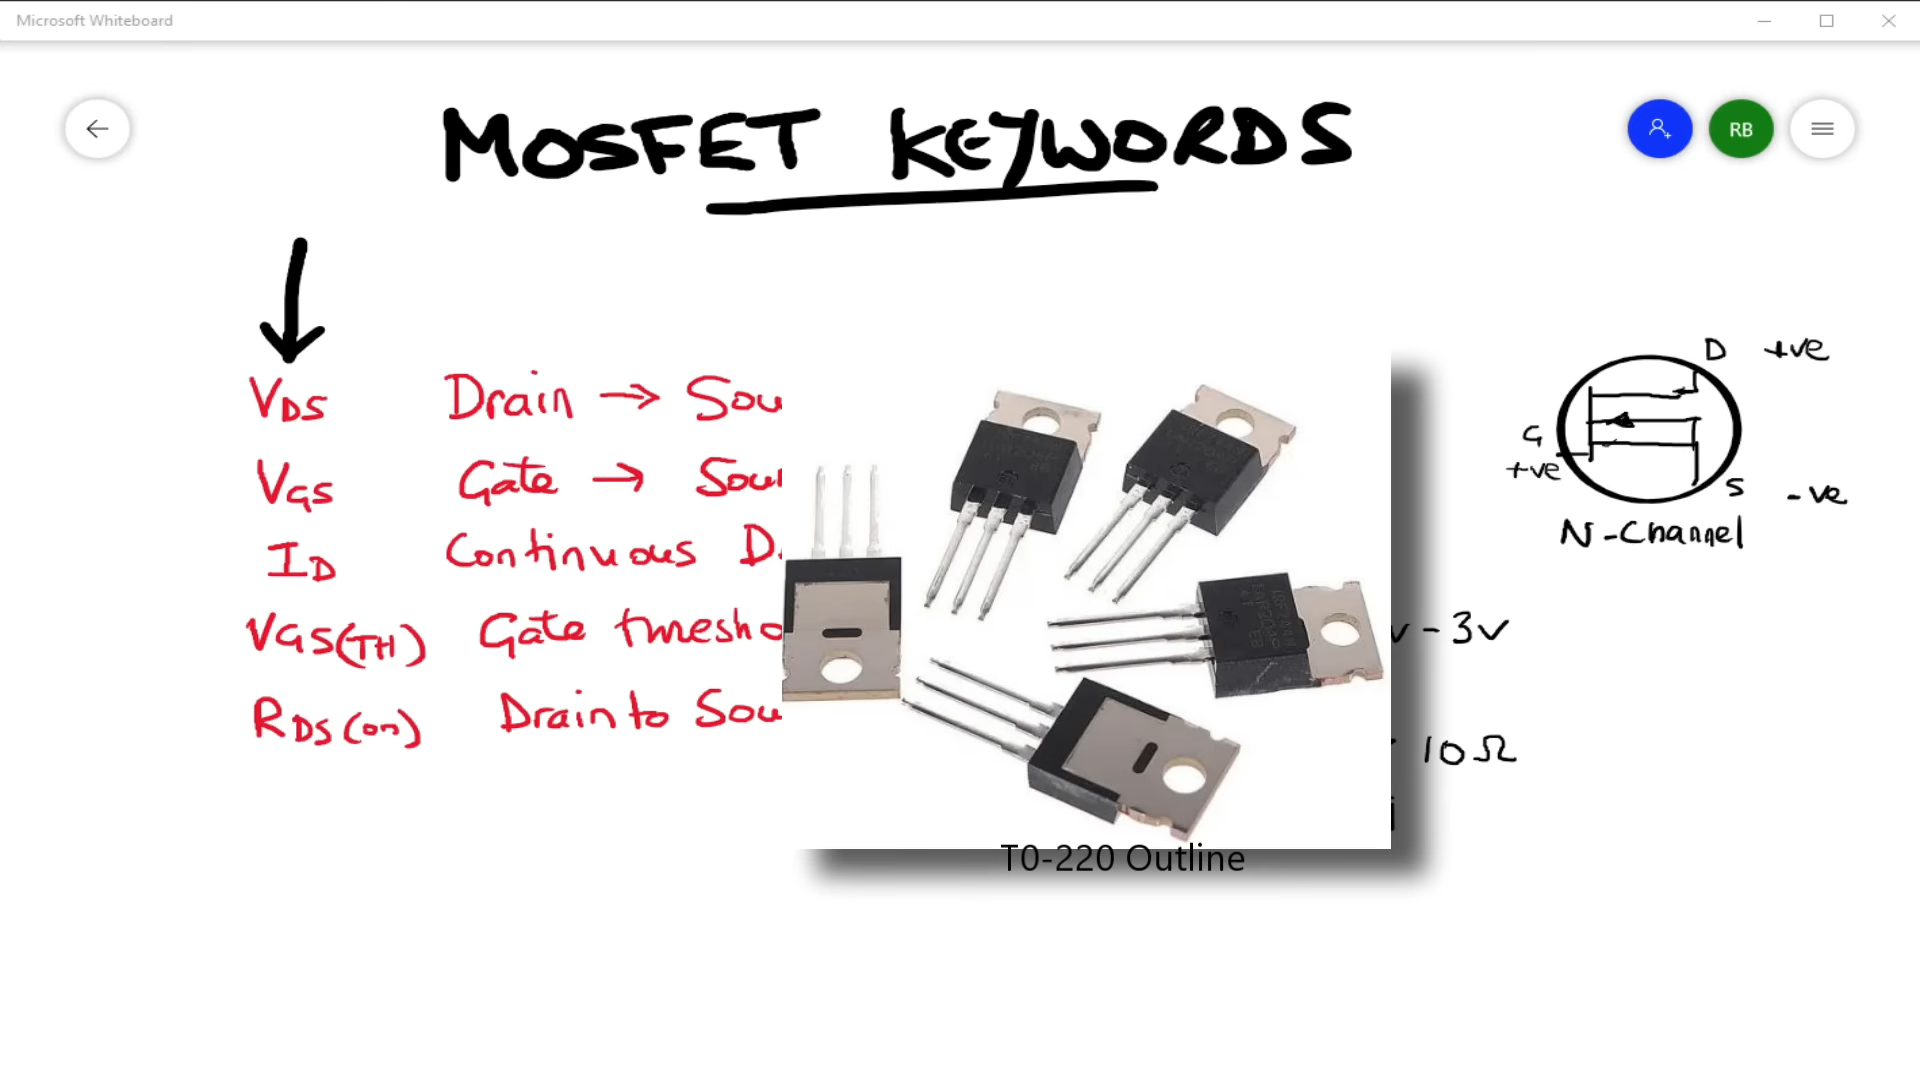 Microsoft Whiteboard
MOSFET KEYWORDS
RB
D +ve
VDS Drain → Sou
G
+ve
VGS Gate → Sou
S -ve
N-Channel
ID Continuous D
VGS(TH) Gate thresho
v - 3v
RDS(on) Drain to Sou
10Ω
T0-220 Outline